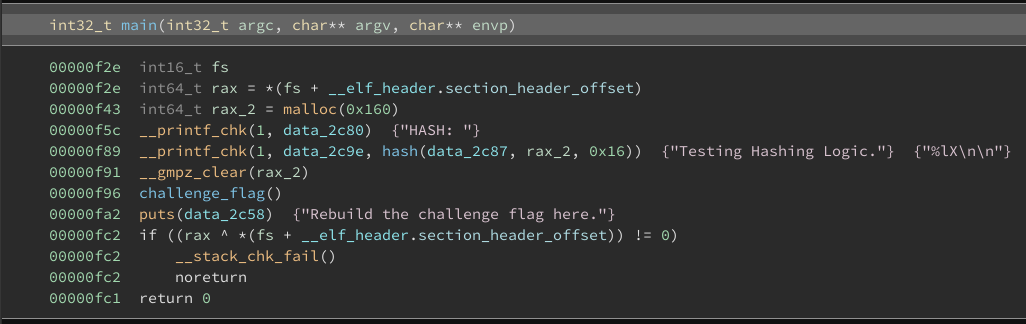 int32_t main(int32_t argc, char** argv, char** envp)
00000f2e  int16_t fs
00000f2e  int64_t rax = *(fs + __elf_header.section_header_offset)
00000f43  int64_t rax_2 = malloc(0x160)
00000f5c  __printf_chk(1, data_2c80)  {"HASH: "}
00000f89  __printf_chk(1, data_2c9e, hash(data_2c87, rax_2, 0x16))  {"Testing Hashing Logic."}  {"%lX\n\n"}
00000f91  __gmpz_clear(rax_2)
00000f96  challenge_flag()
00000fa2  puts(data_2c58)  {"Rebuild the challenge flag here."}
00000fc2  if ((rax ^ *(fs + __elf_header.section_header_offset)) != 0)
00000fc2      __stack_chk_fail()
00000fc2      noreturn
00000fc1  return 0